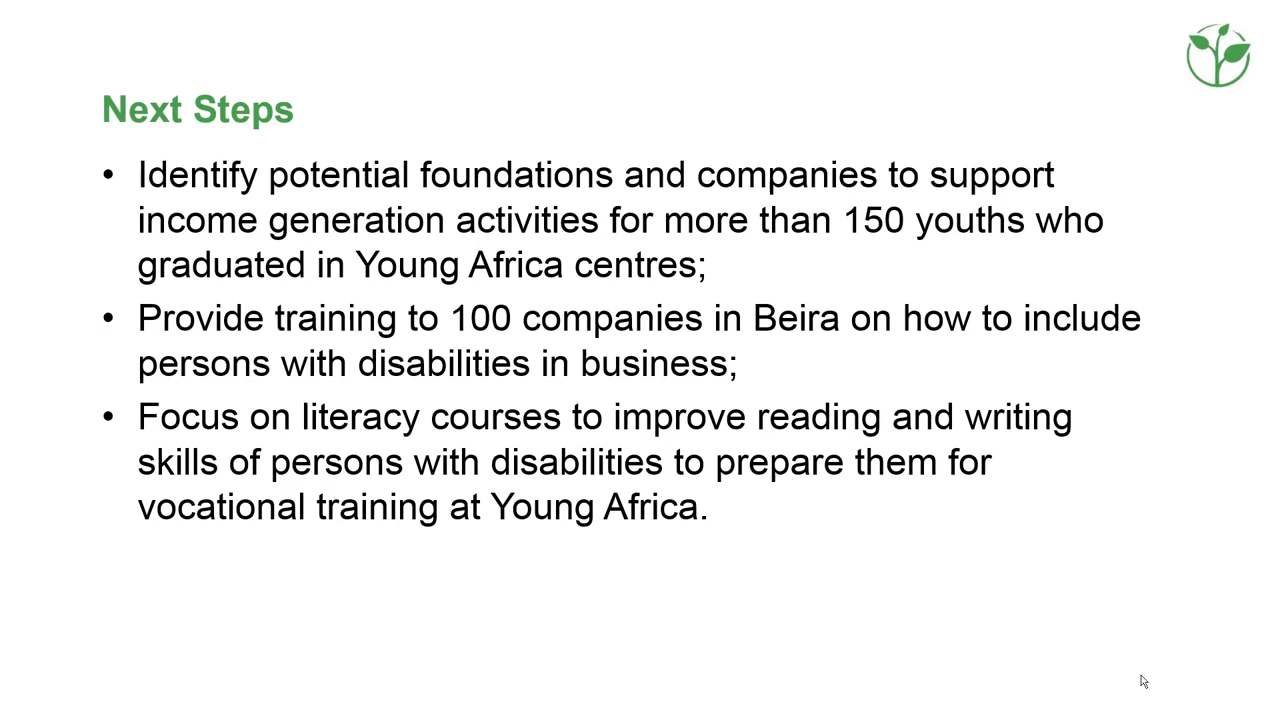 Next Steps
• Identify potential foundations and companies to support
income generation activities for more than 150 youths who
graduated in Young Africa centres;
• Provide training to 100 companies in Beira on how to include
persons with disabilities in business;
• Focus on literacy courses to improve reading and writing
skills of persons with disabilities to prepare them for
vocational training at Young Africa.